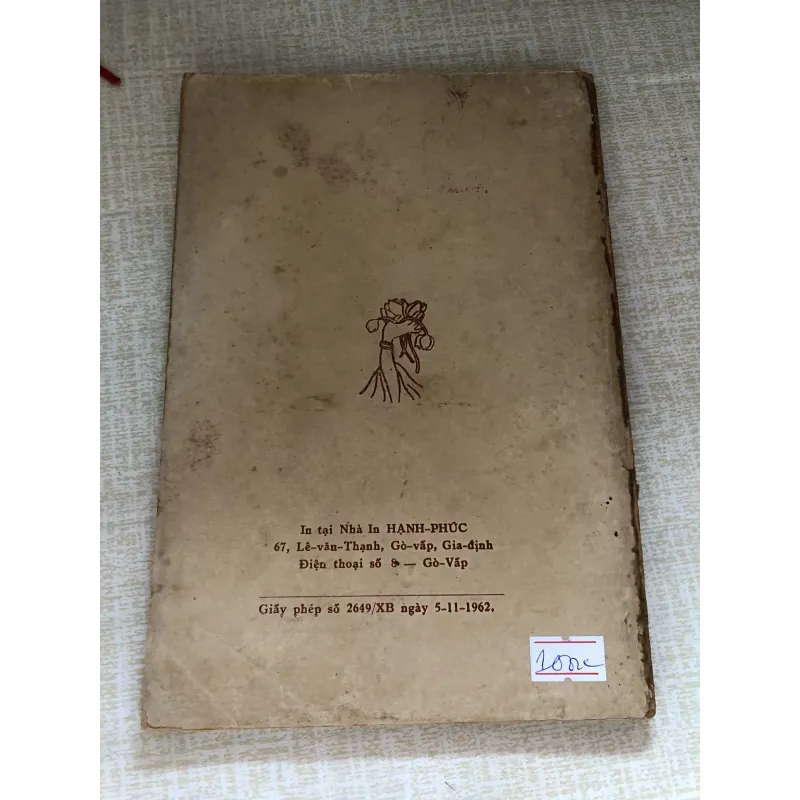 In tại Nhà In HẠNH-PHÚC
67, Lê-văn-Thạnh, Gò-vấp, Gia-định
Điện thoại số 8 — Gò-Vấp
Giấy phép số 2649/XB ngày 5-11-1962.